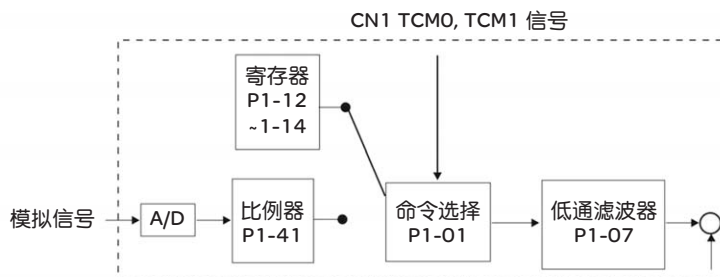 CN1 TCM0, TCM1 信号
寄存器
P1-12
~1-14
模拟信号
A/D
比例器
P1-41
命令选择
P1-01
低通滤波器
P1-07